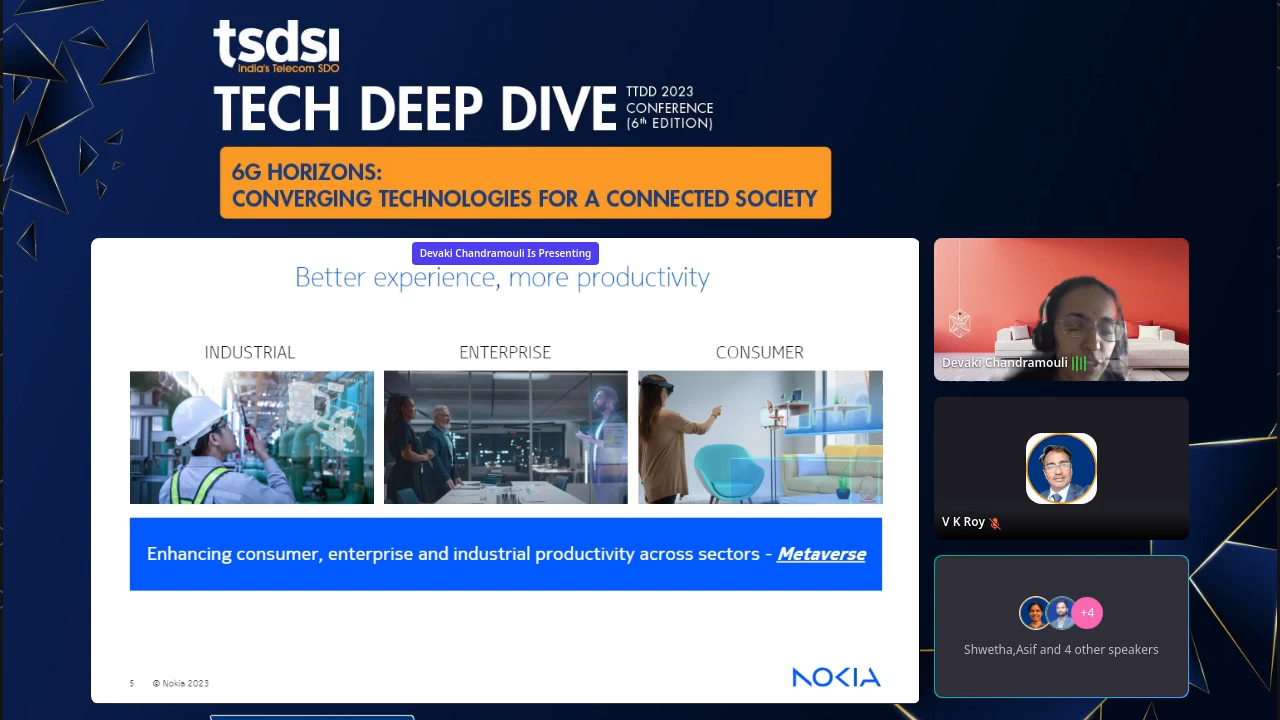 tsdsi
India's Telecom SDO
TECH DEEP DIVE
TTDD 2023
CONFERENCE
(6th EDITION)
6G HORIZONS:
CONVERGING TECHNOLOGIES FOR A CONNECTED SOCIETY
Devaki Chandramouli Is Presenting
Better experience, more productivity
INDUSTRIAL
ENTERPRISE
CONSUMER
Enhancing consumer, enterprise and industrial productivity across sectors - Metaverse
5
© Nokia 2023
NOKIA
Devaki Chandramouli
V K Roy
+4
Shwetha,Asif and 4 other speakers